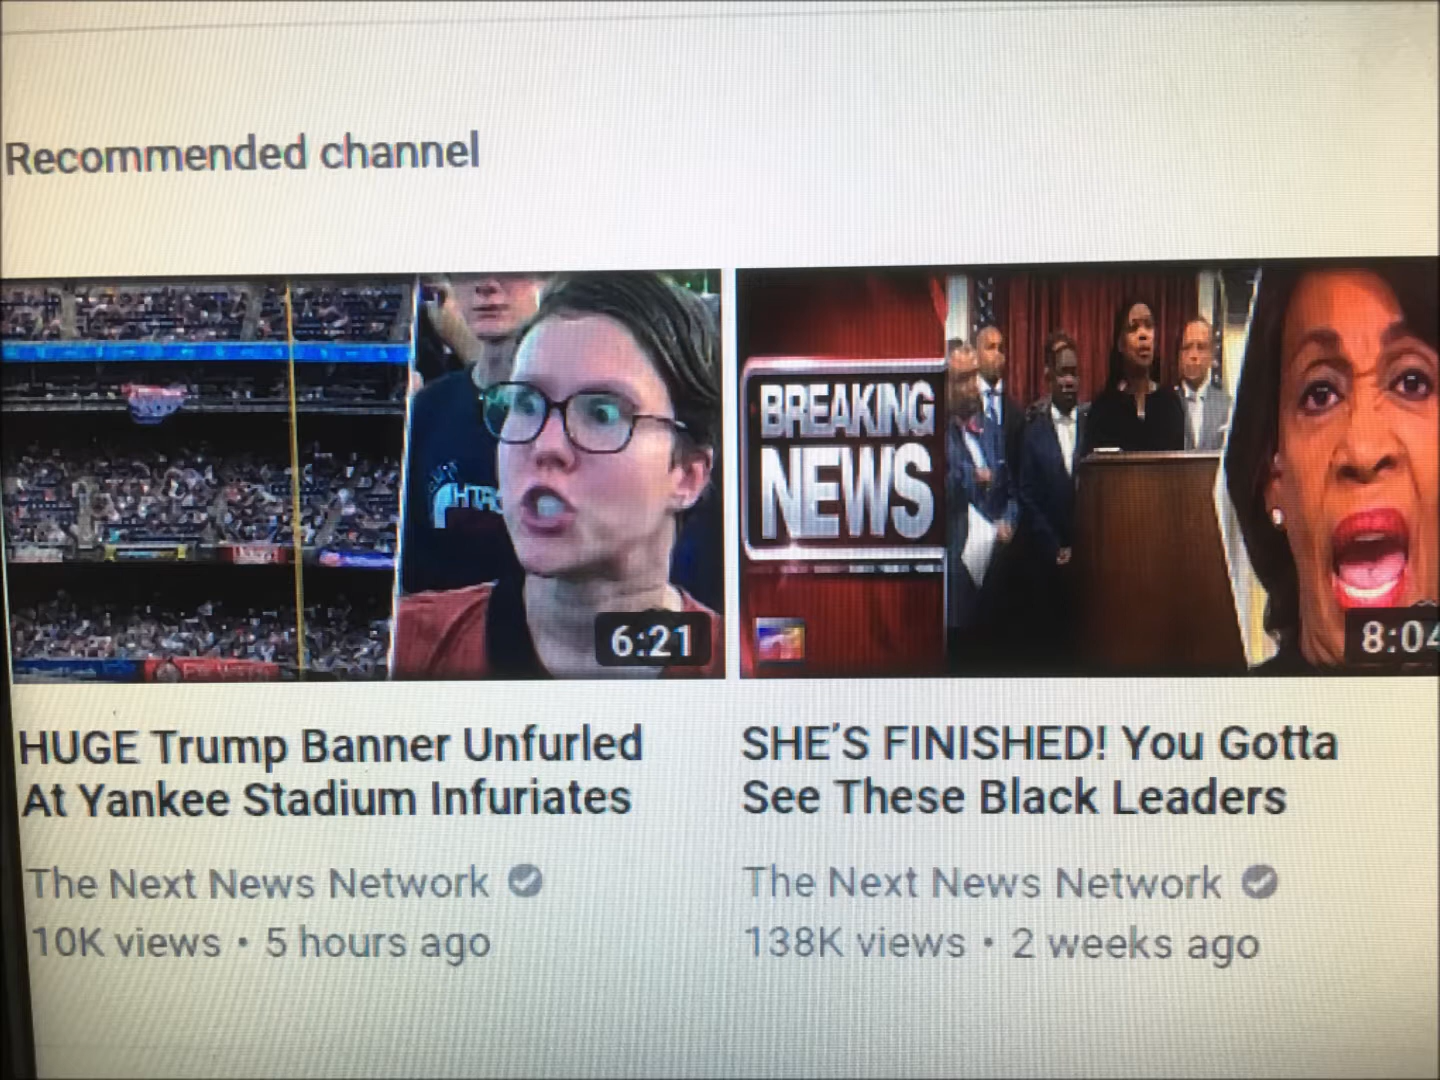 Recommended channel
HTRS
6:21
BREAKING
NEWS
8:04
HUGE Trump Banner Unfurled
At Yankee Stadium Infuriates
The Next News Network
10K views • 5 hours ago
SHE'S FINISHED! You Gotta
See These Black Leaders
The Next News Network
138K views • 2 weeks ago